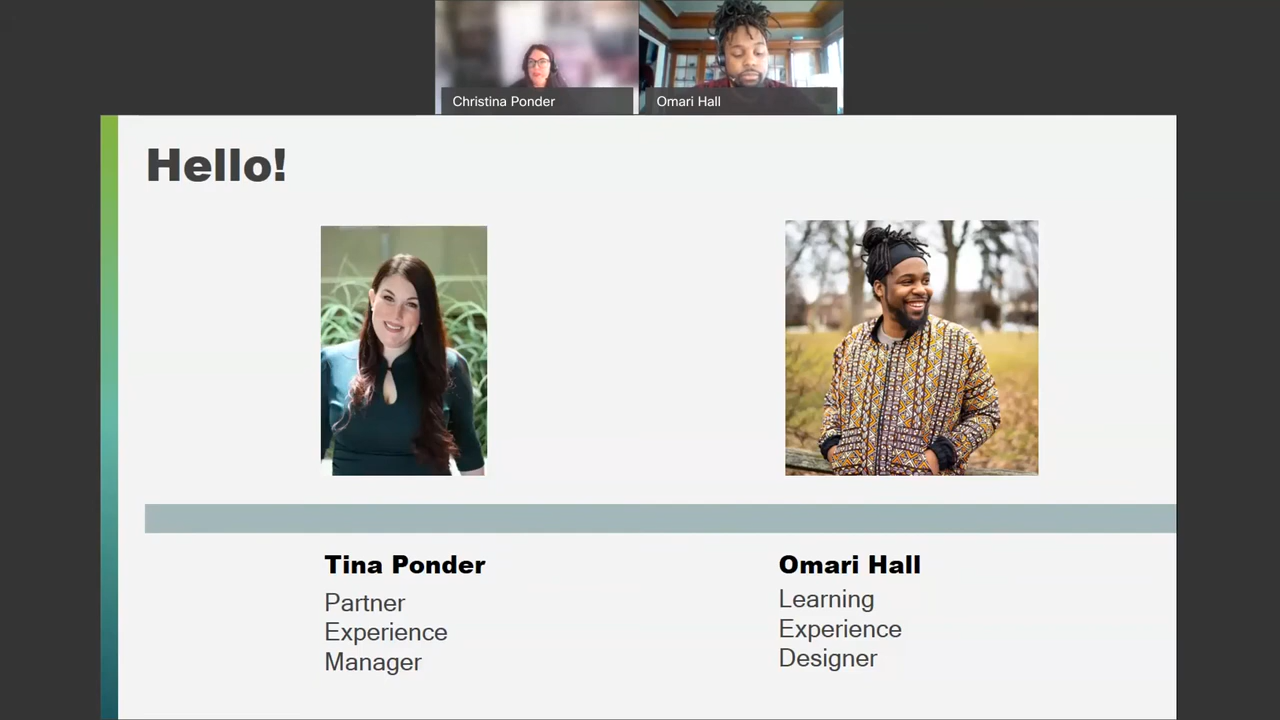 Christina Ponder
Omari Hall
Hello!
Tina Ponder
Partner
Experience
Manager
Omari Hall
Learning
Experience
Designer